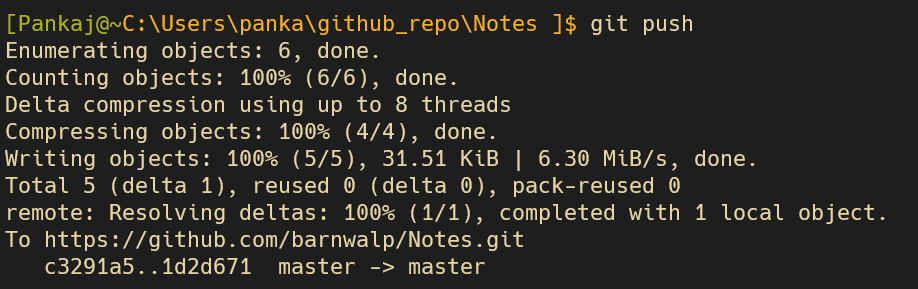 [Pankaj@~C:\Users\panka\github_repo\Notes ]$ git push
Enumerating objects: 6, done.
Counting objects: 100% (6/6), done.
Delta compression using up to 8 threads
Compressing objects: 100% (4/4), done.
Writing objects: 100% (5/5), 31.51 KiB | 6.30 MiB/s, done.
Total 5 (delta 1), reused 0 (delta 0), pack-reused 0
remote: Resolving deltas: 100% (1/1), completed with 1 local object.
To https://github.com/barnwalp/Notes.git
   c3291a5..1d2d671  master -> master